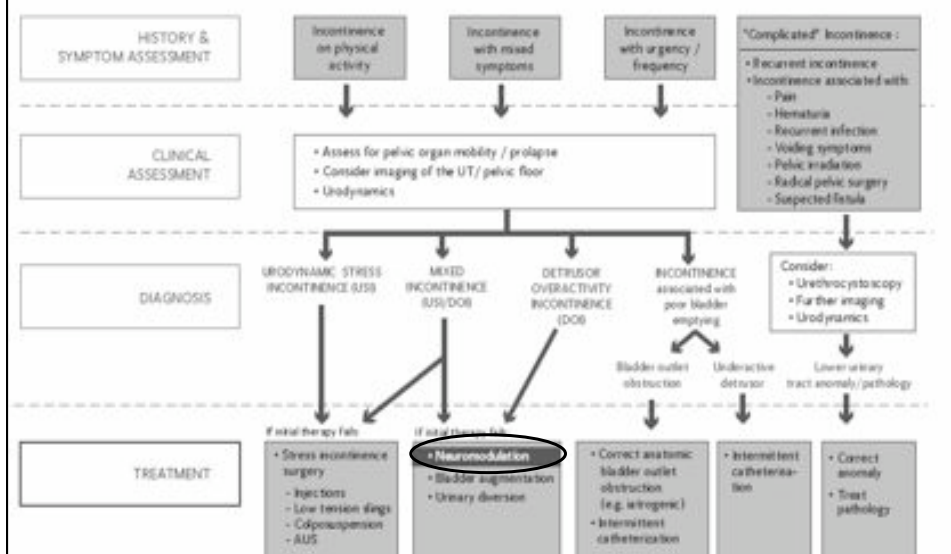 HISTORY &
SYMPTOM ASSESSMENT
Incontinence
on physical
activity
Incontinence
with mixed
symptoms
Incontinence
with urgency /
frequency
"Complicated" Incontinence :
• Recurrent incontinence
• Incontinence associated with:
- Pain
- Hematuria
- Recurrent infection
- Voiding symptoms
- Pelvic irradiation
- Radical pelvic surgery
- Suspected fistula
CLINICAL
ASSESSMENT
• Assess for pelvic organ mobility / prolapse
• Consider imaging of the UT/ pelvic floor
• Urodynamics
DIAGNOSIS
URODYNAMIC STRESS
INCONTINENCE (USI)
MIXED
INCONTINENCE
(USI/DOI)
DETRUSOR
OVERACTIVITY
INCONTINENCE
(DOI)
INCONTINENCE
associated with
poor bladder
emptying
Bladder outlet
obstruction
Underactive
detrusor
Consider:
• Urethrocystoscopy
• Further imaging
• Urodynamics
Lower urinary
tract anomaly/pathology
TREATMENT
If initial therapy fails
• Stress incontinence
surgery
- Injections
- Low tension slings
- Colposuspension
- AUS
If initial therapy fails
• Neuromodulation
• Bladder augmentation
• Urinary diversion
• Correct anatomic
bladder outlet
obstruction
(e.g. iatrogenic)
• Intermittent
catheterization
• Intermittent
catheteriza-
tion
• Correct
anomaly
• Treat
pathology